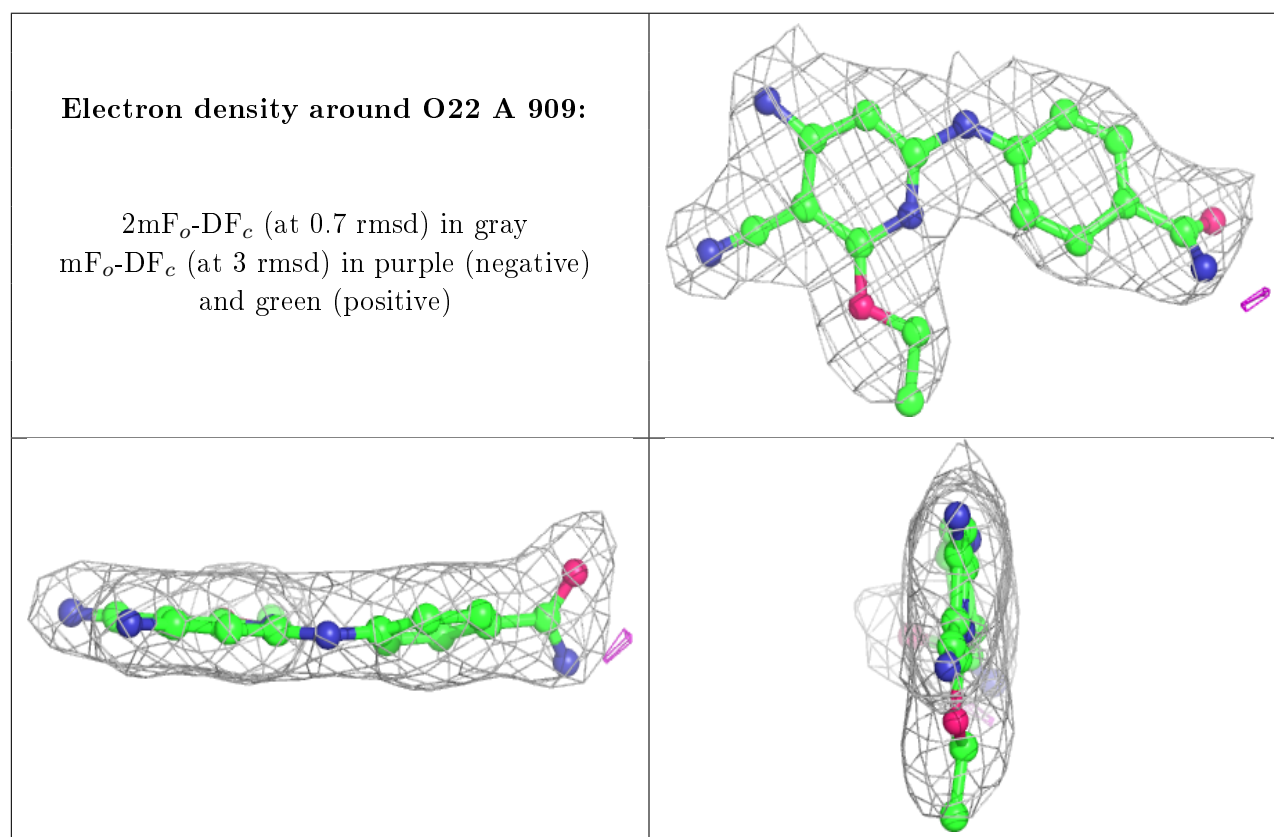 Electron density around O22 A 909:
2mFo-DFc (at 0.7 rmsd) in gray
mFo-DFc (at 3 rmsd) in purple (negative)
and green (positive)